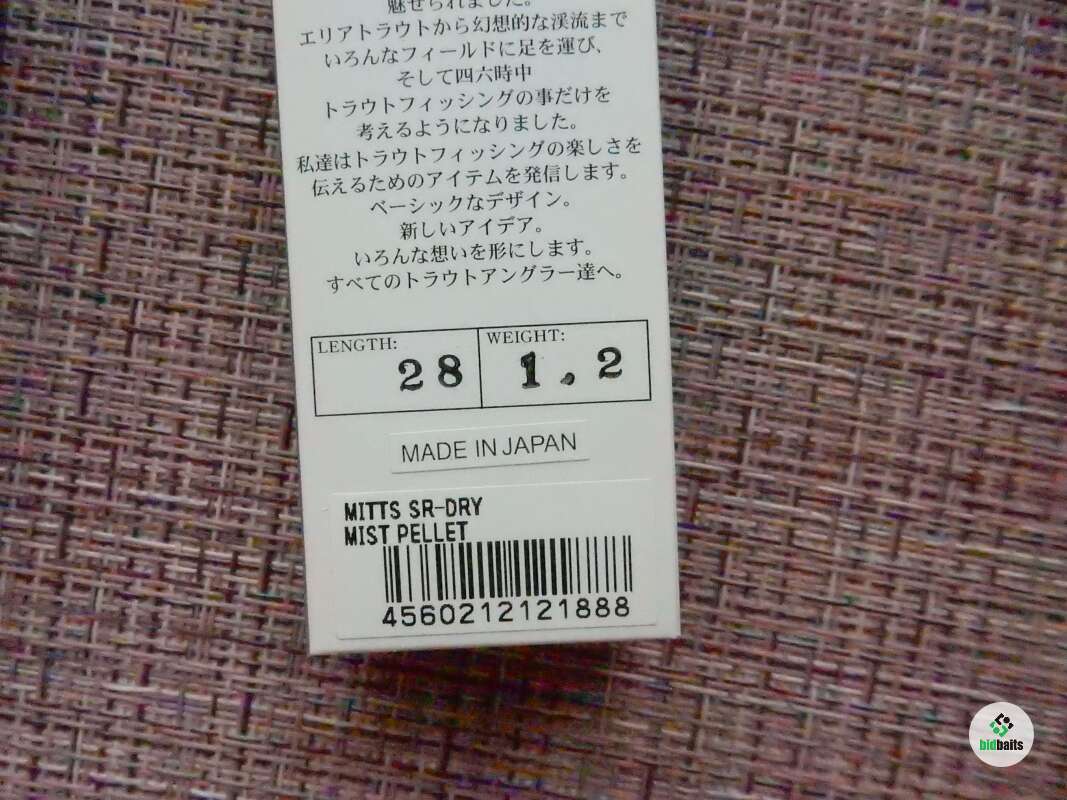 魅せられました。
エリアトラウトから幻想的な渓流まで
いろんなフィールドに足を運び、
そして四六時中
トラウトフィッシングの事だけを
考えるようになりました。
私達はトラウトフィッシングの楽しさを
伝えるためのアイテムを発信します。
ベーシックなデザイン。
新しいアイデア。
いろんな想いを形にします。
すべてのトラウトアングラー達へ。
LENGTH: 28 WEIGHT: 1.2
MADE IN JAPAN
MITTS SR-DRY
MIST PELLET
4560212121888
bidbaits